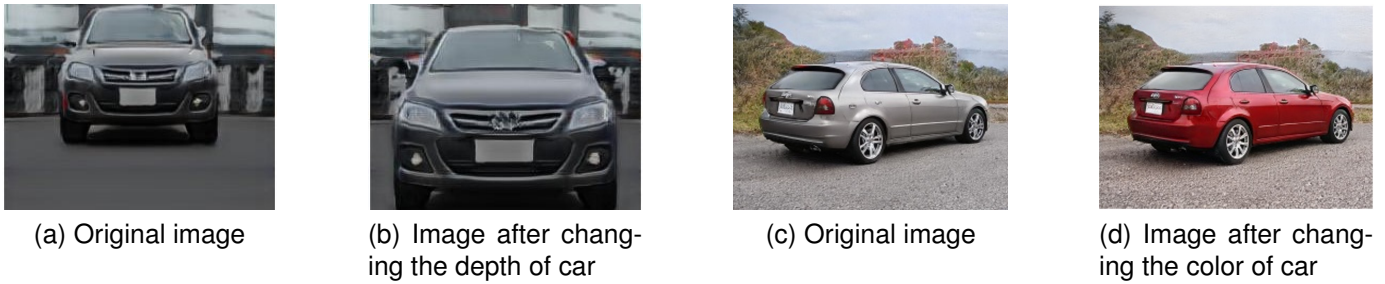 (a) Original image
(b) Image after chang-
ing the depth of car
(c) Original image
(d) Image after chang-
ing the color of car